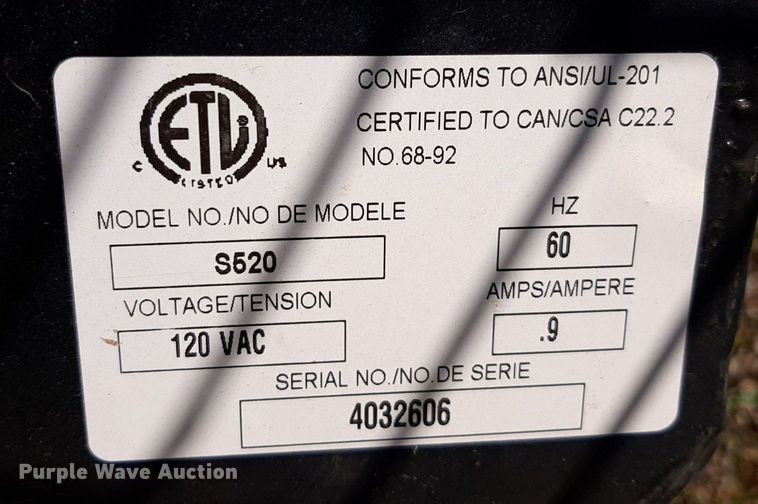 CONFORMS TO ANSI/UL-201
CERTIFIED TO CAN/CSA C22.2
NO.68-92
ETL
C LISTED US
MODEL NO./NO DE MODELE
S520
HZ
60
VOLTAGE/TENSION
120 VAC
AMPS/AMPERE
.9
SERIAL NO./NO.DE SERIE
4032606
Purple Wave Auction